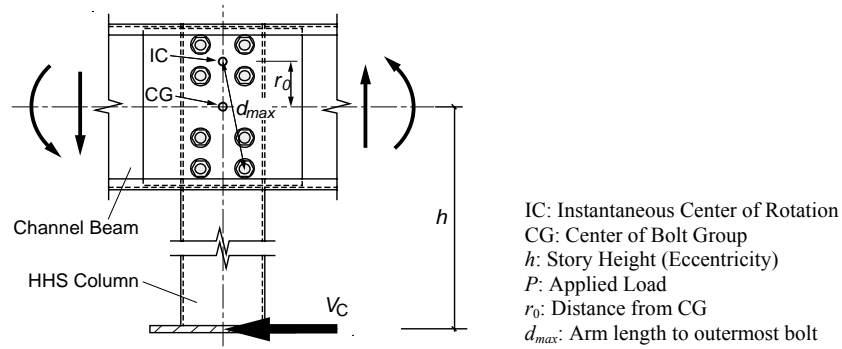 IC
CG
r0
dmax
h
Channel Beam
HHS Column
VC
IC: Instantaneous Center of Rotation
CG: Center of Bolt Group
h: Story Height (Eccentricity)
P: Applied Load
r0: Distance from CG
dmax: Arm length to outermost bolt